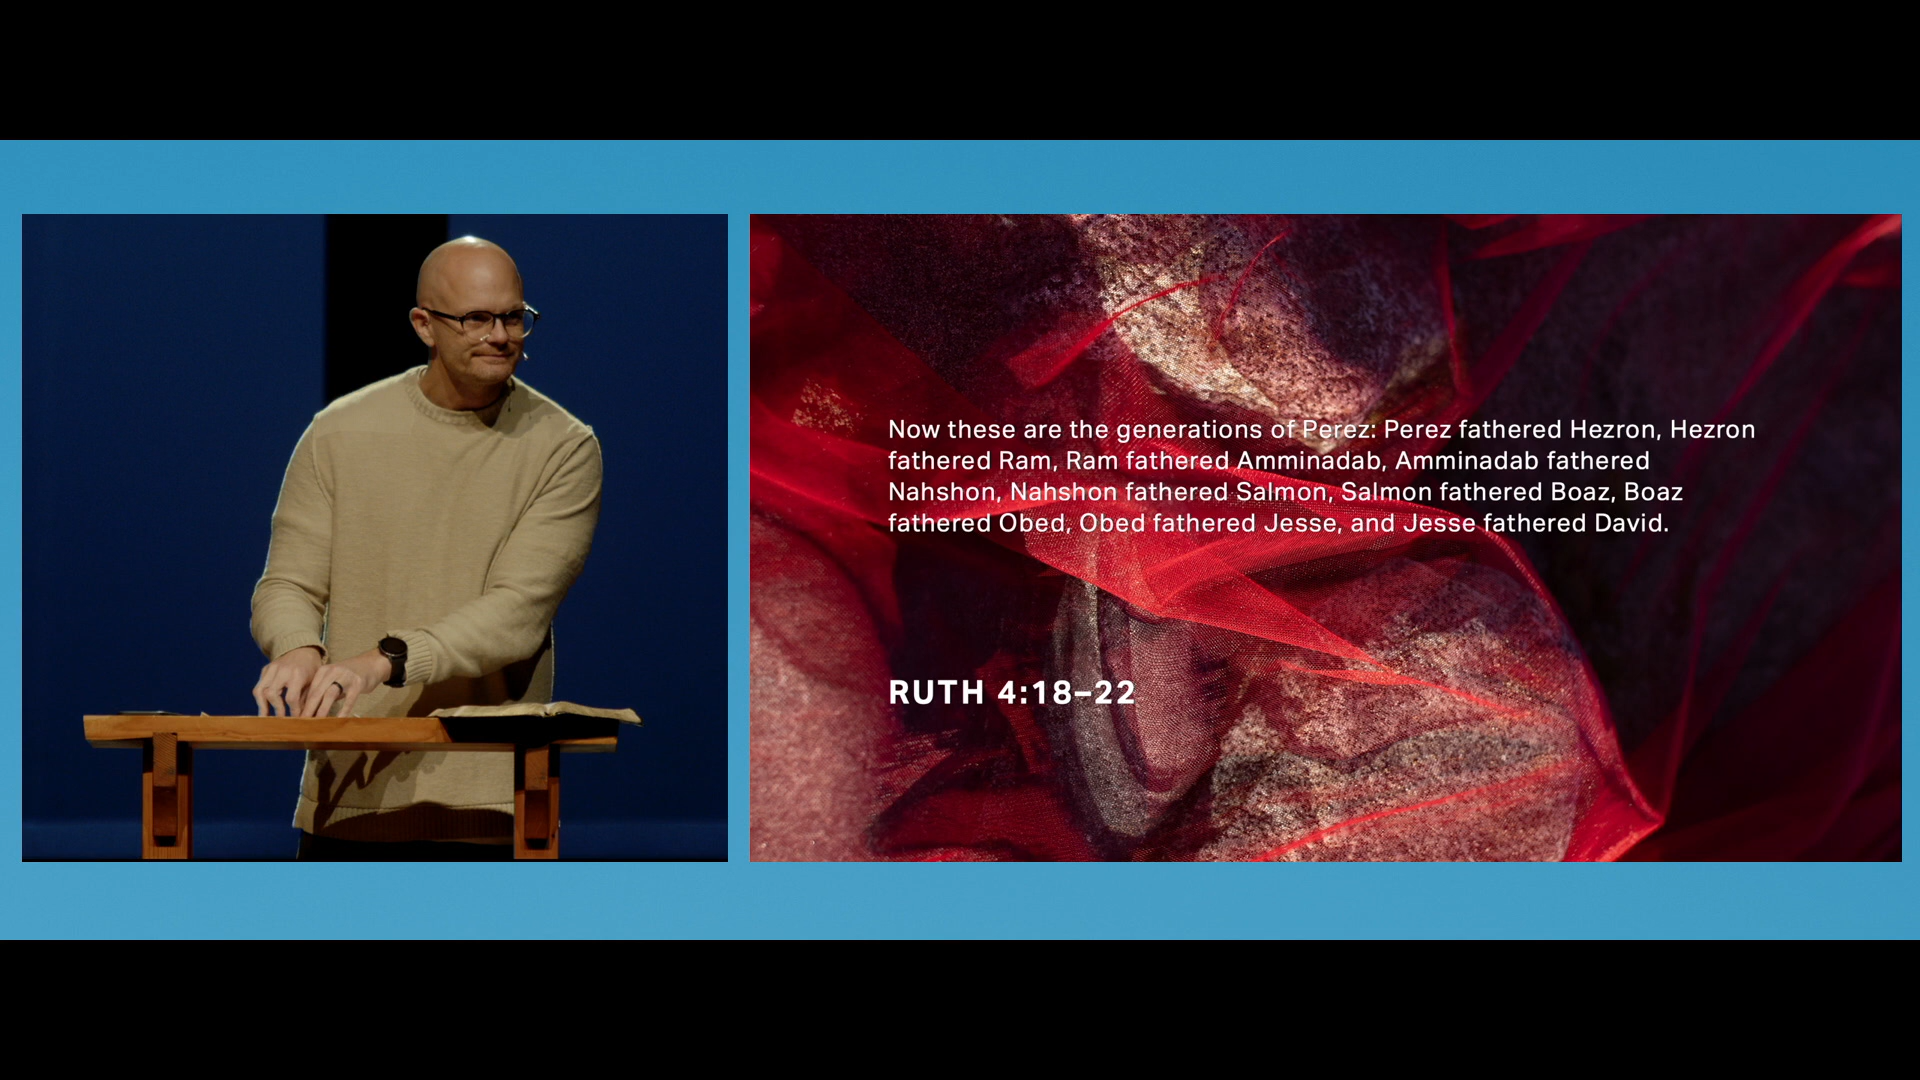 Now these are the generations of Perez: Perez fathered Hezron, Hezron
fathered Ram, Ram fathered Amminadab, Amminadab fathered
Nahshon, Nahshon fathered Salmon, Salmon fathered Boaz, Boaz
fathered Obed, Obed fathered Jesse, and Jesse fathered David.
RUTH 4:18–22